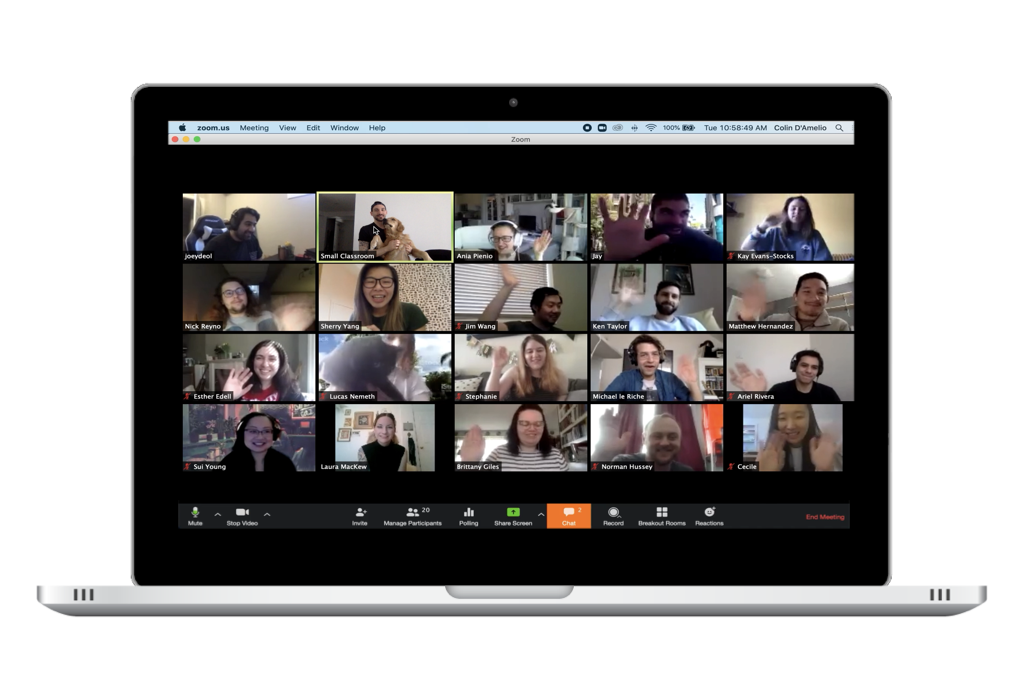 zoom.us Meeting View Edit Window Help 100% Tue 10:58:49 AM Colin D'Amelio
Zoom
joeydeol Small Classroom Ania Pienio Jay Kay Evans-Stocks
Nick Reyno Sherry Yang Jim Wang Ken Taylor Matthew Hernandez
Esther Edell Lucas Nemeth Stephanie Michael le Riche Ariel Rivera
Sui Young Laura MacKew Brittany Giles Norman Hussey Cecile
20 2
Mute Stop Video Invite Manage Participants Polling Share Screen Chat Record Breakout Rooms Reactions End Meeting